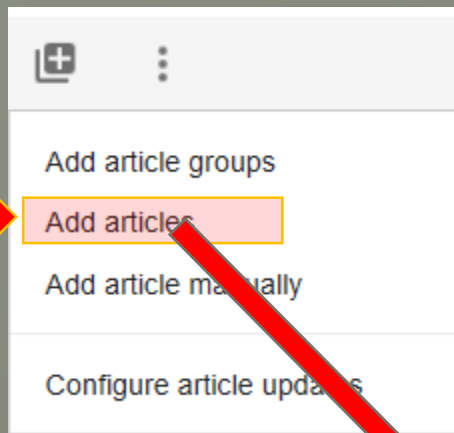 Add article groups
Add articles
Add article manually
Configure article updates